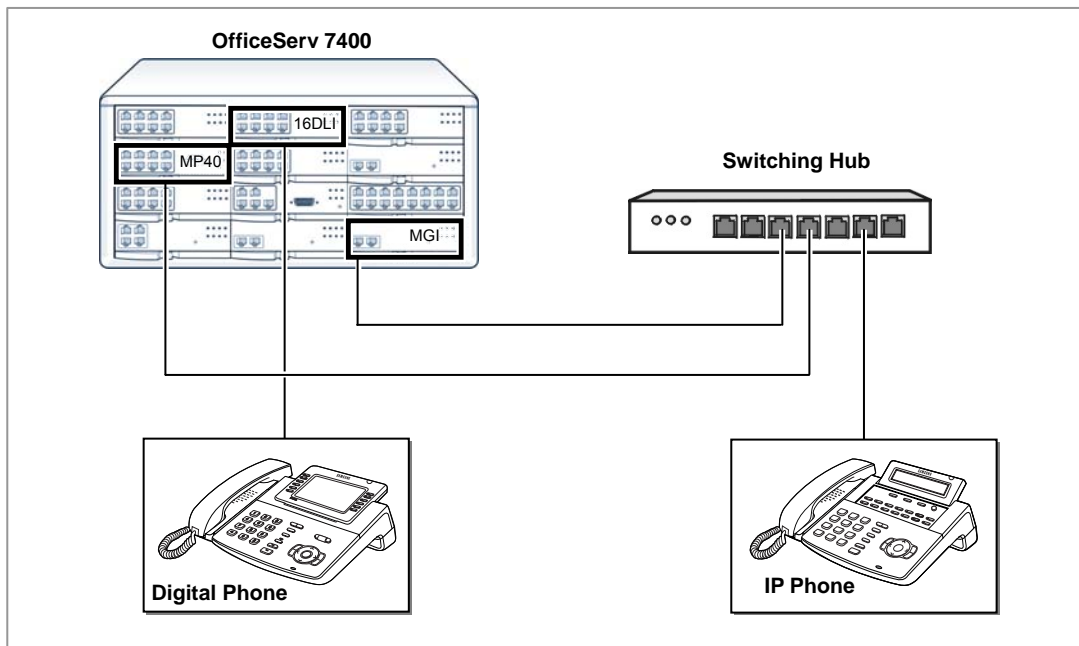 OfficeServ 7400
16DLI
MP40
MGI
Switching Hub
Digital Phone
IP Phone